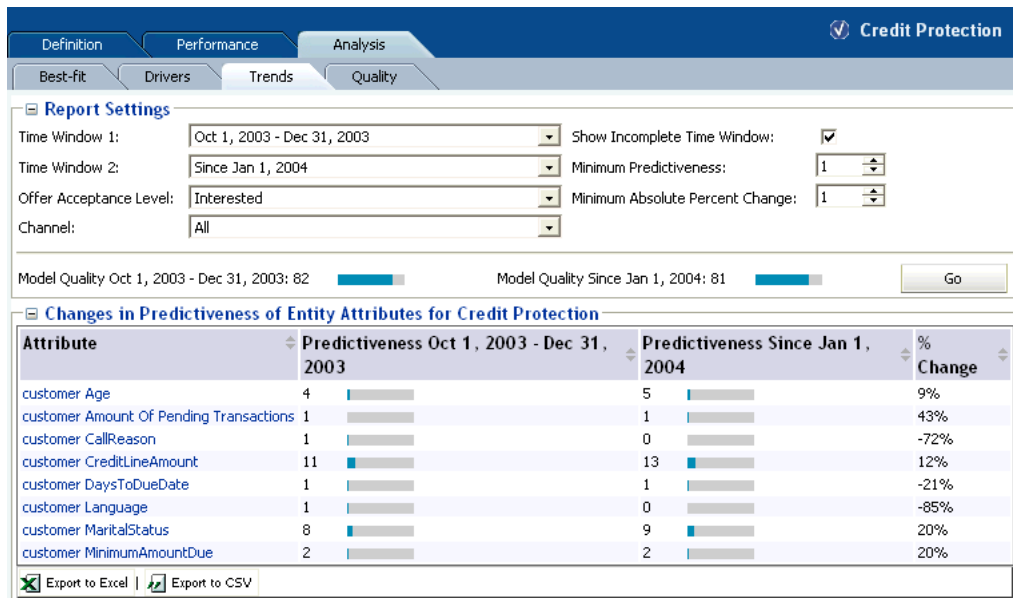 Credit Protection
Definition Performance Analysis
Best-fit Drivers Trends Quality
Report Settings
Time Window 1: Oct 1, 2003 - Dec 31, 2003 Show Incomplete Time Window:
Time Window 2: Since Jan 1, 2004 Minimum Predictiveness: 1
Offer Acceptance Level: Interested Minimum Absolute Percent Change: 1
Channel: All
Model Quality Oct 1, 2003 - Dec 31, 2003: 82 Model Quality Since Jan 1, 2004: 81 Go
Changes in Predictiveness of Entity Attributes for Credit Protection
Attribute Predictiveness Oct 1, 2003 - Dec 31, Predictiveness Since Jan 1, %
2003 2004 Change
customer Age 4 5 9%
customer Amount Of Pending Transactions 1 1 43%
customer CallReason 1 0 -72%
customer CreditLineAmount 11 13 12%
customer DaysToDueDate 1 1 -21%
customer Language 1 0 -85%
customer MaritalStatus 8 9 20%
customer MinimumAmountDue 2 2 20%
Export to Excel | Export to CSV